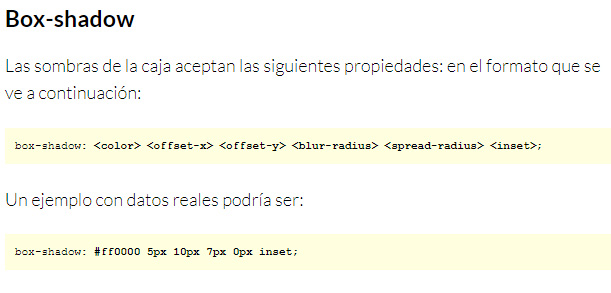 Box-shadow
Las sombras de la caja aceptan las siguientes propiedades: en el formato que se
ve a continuación:
box-shadow: <color> <offset-x> <offset-y> <blur-radius> <spread-radius> <inset>;
Un ejemplo con datos reales podría ser:
box-shadow: #ff0000 5px 10px 7px 0px inset;